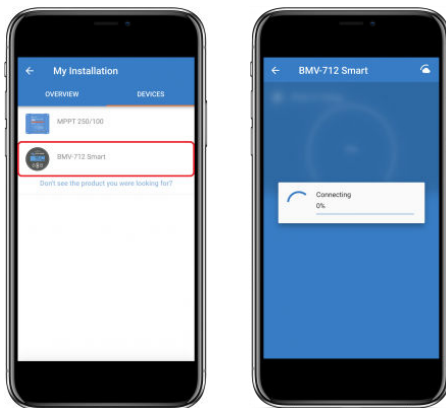 My Installation
OVERVIEW
DEVICES
MPPT 250/100
BMV-712 Smart
Don't see the product you were looking for?
BMV-712 Smart
Connecting
0%